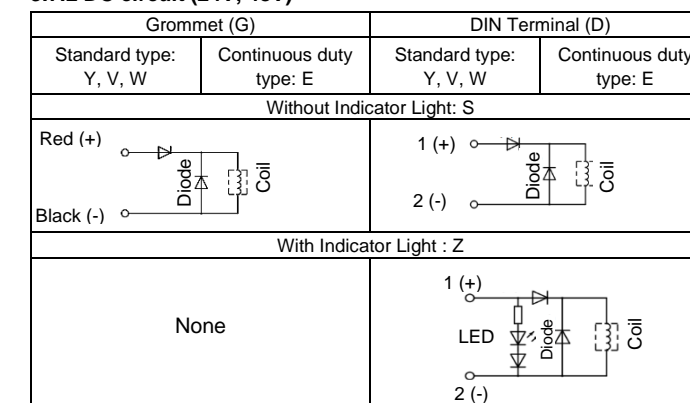 Grommet (G)
DIN Terminal (D)
Standard type:
Y, V, W
Continuous duty
type: E
Standard type:
Y, V, W
Continuous duty
type: E
Without Indicator Light: S
Red (+)
Diode
Coil
Black (-)
1 (+)
Diode
Coil
2 (-)
With Indicator Light : Z
None
1 (+)
LED
Diode
Coil
2 (-)